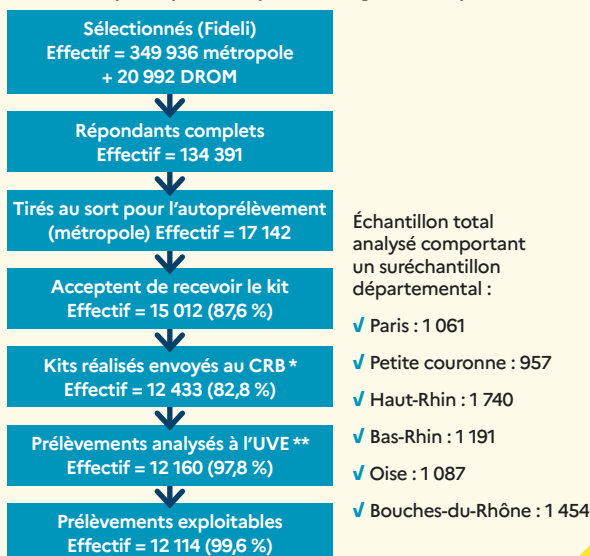 Sélectionnés (Fideli)
Effectif = 349 936 métropole
+ 20 992 DROM
Répondants complets
Effectif = 134 391
Tirés au sort pour l'autoprélèvement
(métropole) Effectif = 17 142
Acceptent de recevoir le kit
Effectif = 15 012 (87,6 %)
Kits réalisés envoyés au CRB *
Effectif = 12 433 (82,8 %)
Prélèvements analysés à l'UVE **
Effectif = 12 160 (97,8 %)
Prélèvements exploitables
Effectif = 12 114 (99,6 %)
Échantillon total
analysé comportant
un suréchantillon
départemental :
√ Paris : 1 061
√ Petite couronne : 957
√ Haut-Rhin : 1 740
√ Bas-Rhin : 1 191
√ Oise : 1 087
√ Bouches-du-Rhône : 1 454